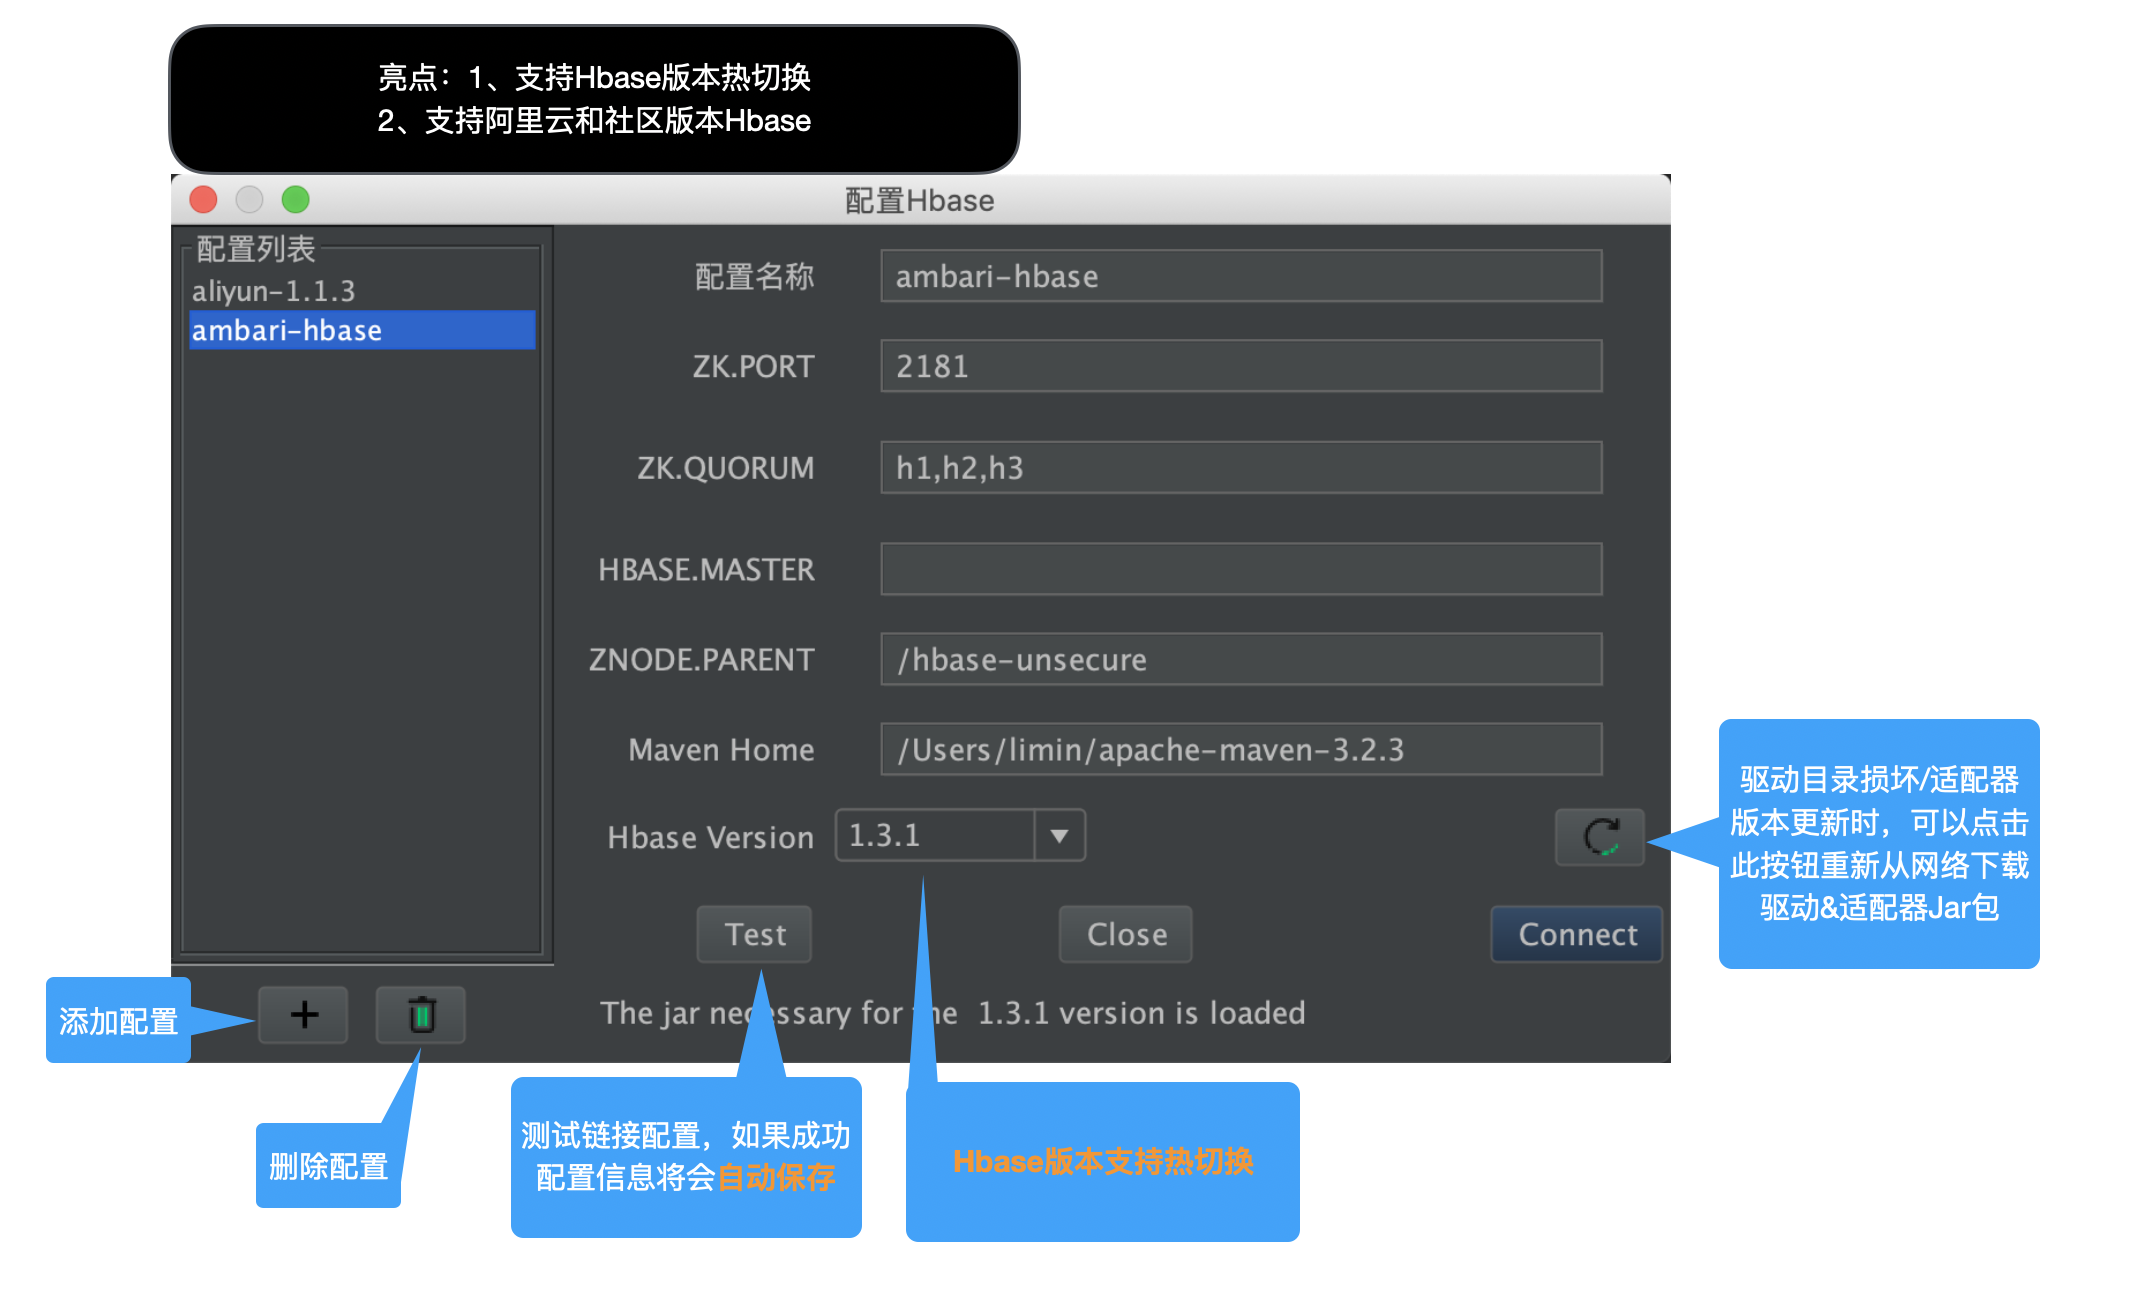 亮点：1、支持Hbase版本热切换
2、支持阿里云和社区版本Hbase
配置Hbase
配置列表
aliyun-1.1.3
ambari-hbase
配置名称 ambari-hbase
ZK.PORT 2181
ZK.QUORUM h1,h2,h3
HBASE.MASTER
ZNODE.PARENT /hbase-unsecure
Maven Home /Users/limin/apache-maven-3.2.3
Hbase Version 1.3.1
Test Close Connect
The jar necessary for the 1.3.1 version is loaded
驱动目录损坏/适配器
版本更新时，可以点击
此按钮重新从网络下载
驱动&适配器Jar包
添加配置
删除配置
测试链接配置，如果成功
配置信息将会自动保存
Hbase版本支持热切换